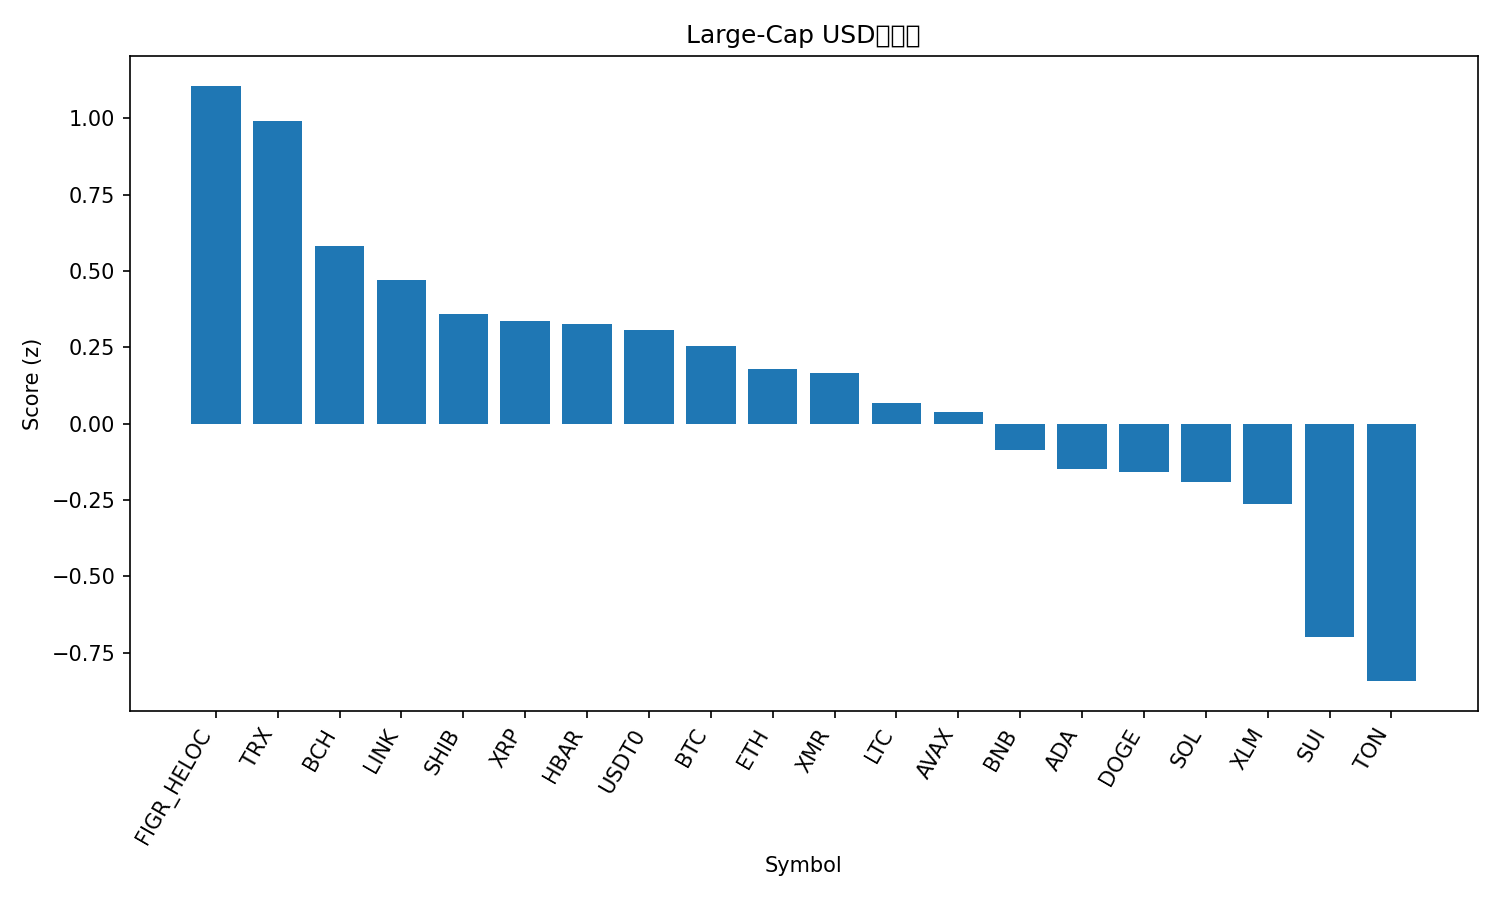 Large-Cap USD
Score (z)
1.00
0.75
0.50
0.25
0.00
−0.25
−0.50
−0.75
FIGR_HELOC
TRX
BCH
LINK
SHIB
XRP
HBAR
USDT0
BTC
ETH
XMR
LTC
AVAX
BNB
ADA
DOGE
SOL
XLM
SUI
TON
Symbol